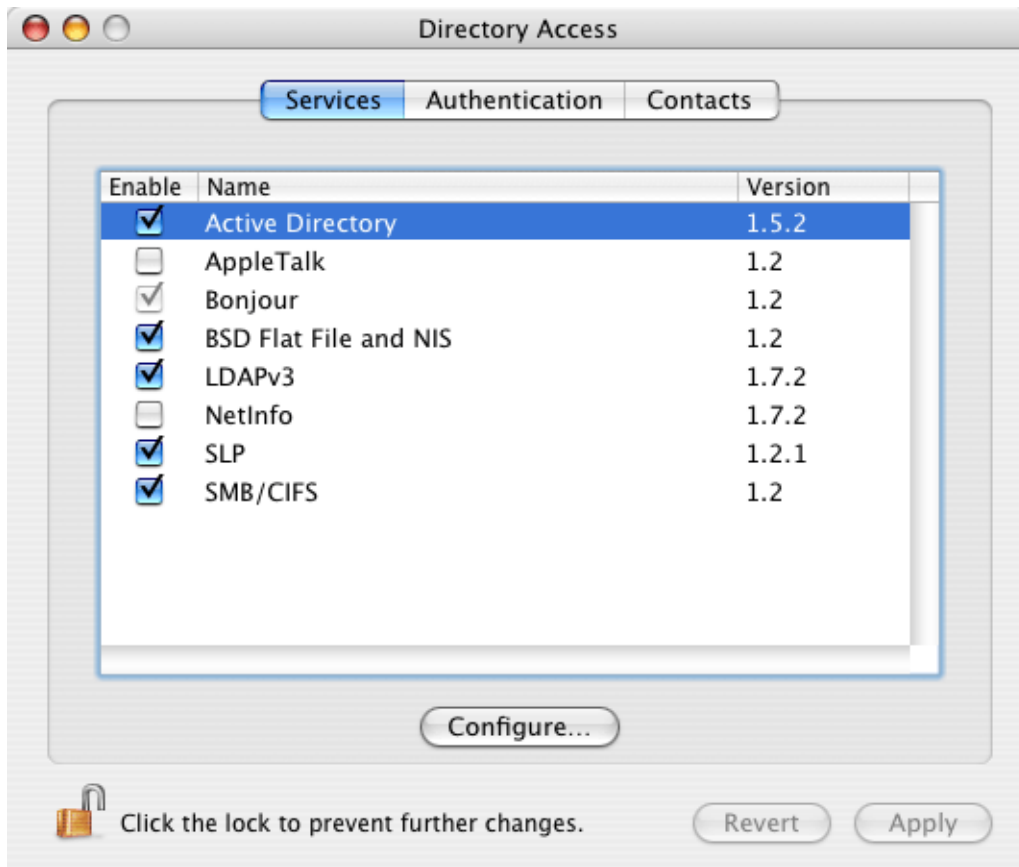 Directory Access
Services Authentication Contacts
Enable Name Version
Active Directory 1.5.2
AppleTalk 1.2
Bonjour 1.2
BSD Flat File and NIS 1.2
LDAPv3 1.7.2
NetInfo 1.7.2
SLP 1.2.1
SMB/CIFS 1.2
Configure...
Click the lock to prevent further changes. Revert Apply